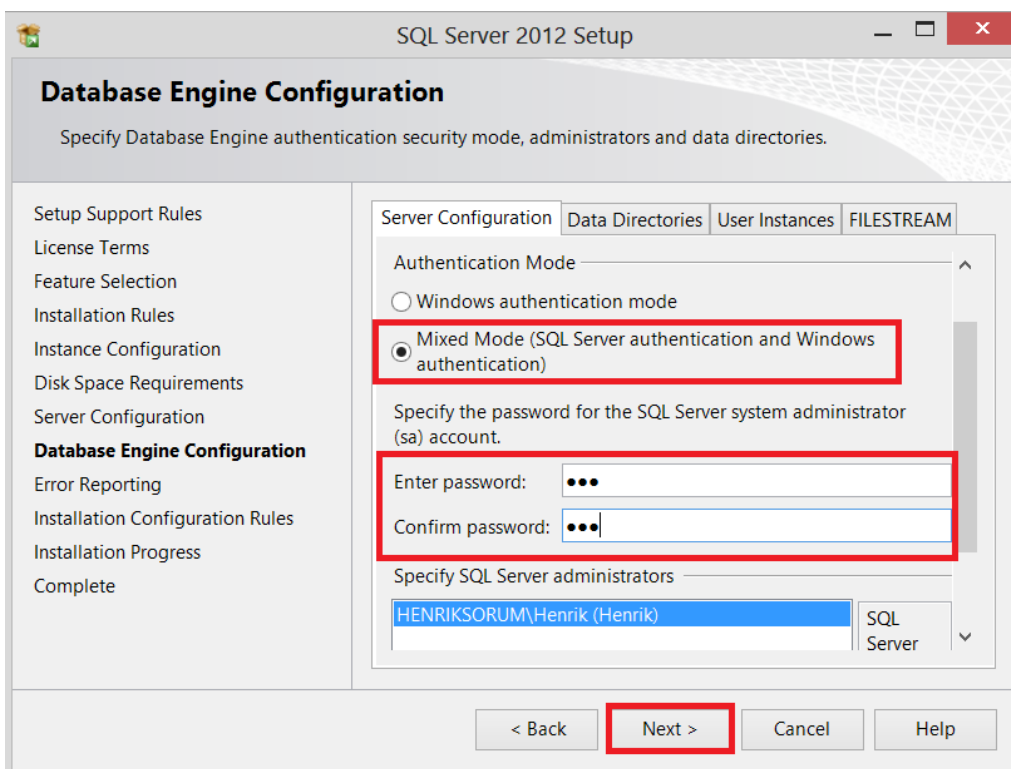 SQL Server 2012 Setup
Database Engine Configuration
Specify Database Engine authentication security mode, administrators and data directories.
Setup Support Rules
License Terms
Feature Selection
Installation Rules
Instance Configuration
Disk Space Requirements
Server Configuration
Database Engine Configuration
Error Reporting
Installation Configuration Rules
Installation Progress
Complete
Server Configuration Data Directories User Instances FILESTREAM
Authentication Mode
Windows authentication mode
Mixed Mode (SQL Server authentication and Windows
authentication)
Specify the password for the SQL Server system administrator
(sa) account.
Enter password: ●●●
Confirm password: ●●●
Specify SQL Server administrators
HENRIKSORUM\Henrik (Henrik)
SQL
Server
< Back Next > Cancel Help